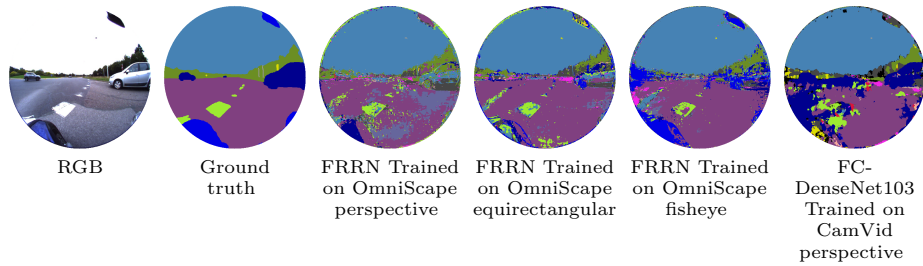 RGB
Ground
truth
FRRN Trained
on OmniScape
perspective
FRRN Trained
on OmniScape
equirectangular
FRRN Trained
on OmniScape
fisheye
FC-
DenseNet103
Trained on
CamVid
perspective